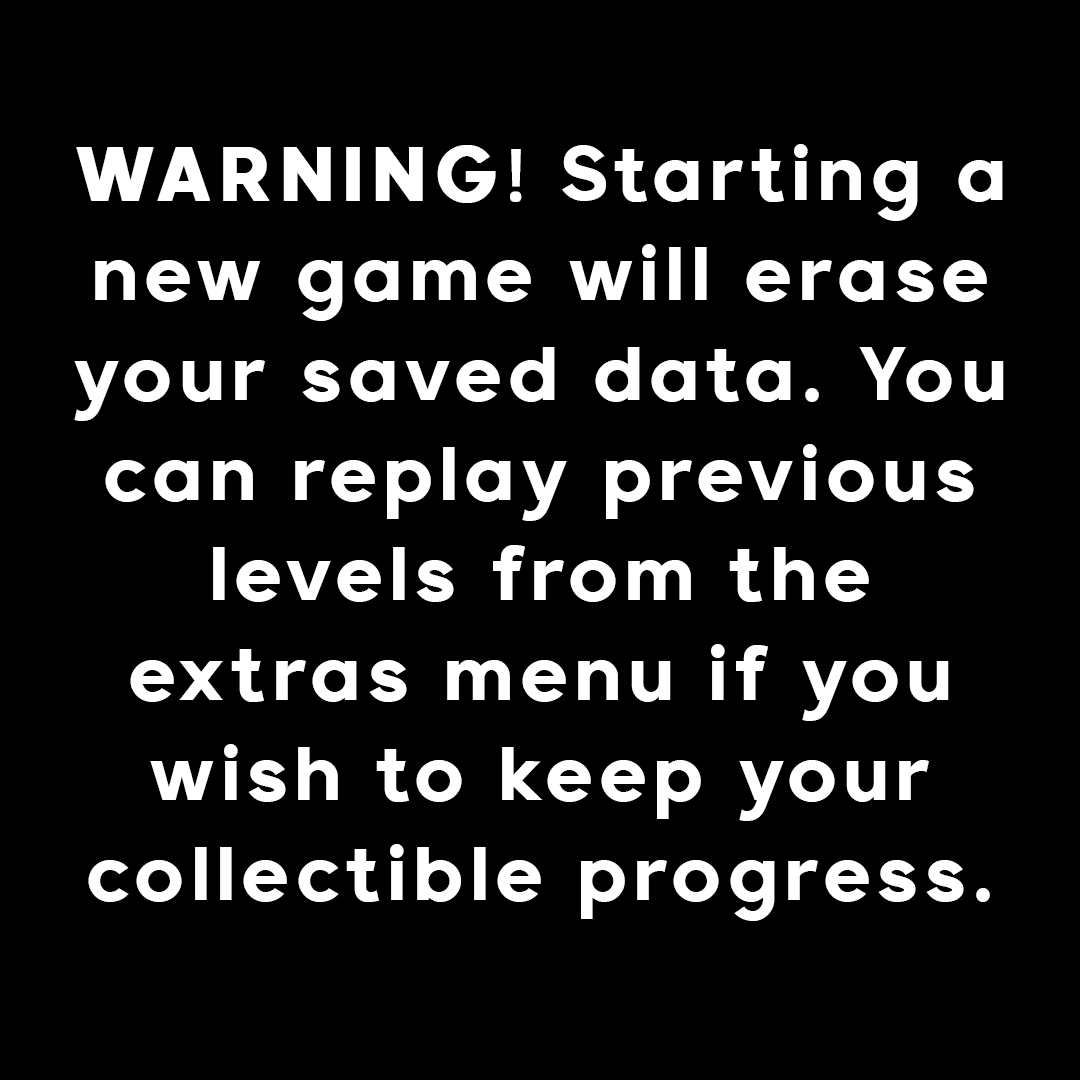 WARNING! Starting a
new game will erase
your saved data. You
can replay previous
levels from the
extras menu if you
wish to keep your
collectible progress.